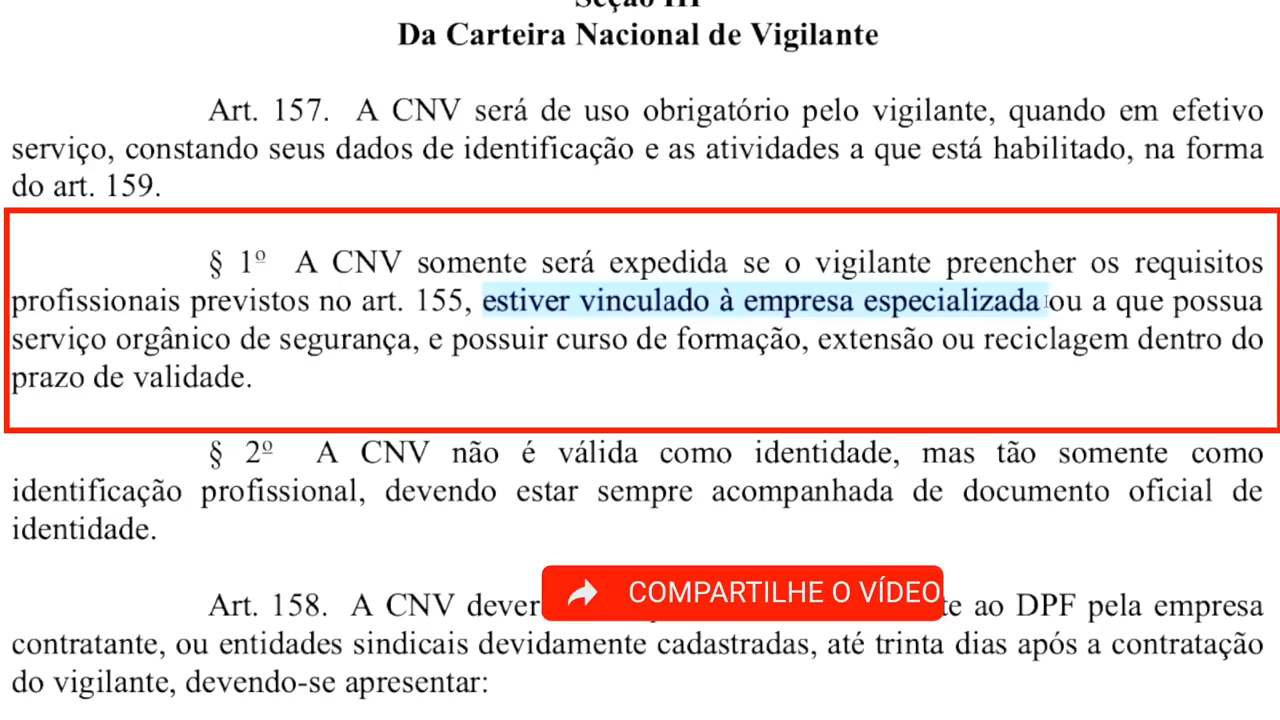 Seção III
Da Carteira Nacional de Vigilante
Art. 157. A CNV será de uso obrigatório pelo vigilante, quando em efetivo
serviço, constando seus dados de identificação e as atividades a que está habilitado, na forma
do art. 159.
§ 1º A CNV somente será expedida se o vigilante preencher os requisitos
profissionais previstos no art. 155, estiver vinculado à empresa especializada ou a que possua
serviço orgânico de segurança, e possuir curso de formação, extensão ou reciclagem dentro do
prazo de validade.
§ 2º A CNV não é válida como identidade, mas tão somente como
identificação profissional, devendo estar sempre acompanhada de documento oficial de
identidade.
Art. 158. A CNV ao DPF pela empresa
COMPARTILHE O VÍDEO
contratante, ou entidades sindicais devidamente cadastradas, até trinta dias após a contratação
do vigilante, devendo-se apresentar: